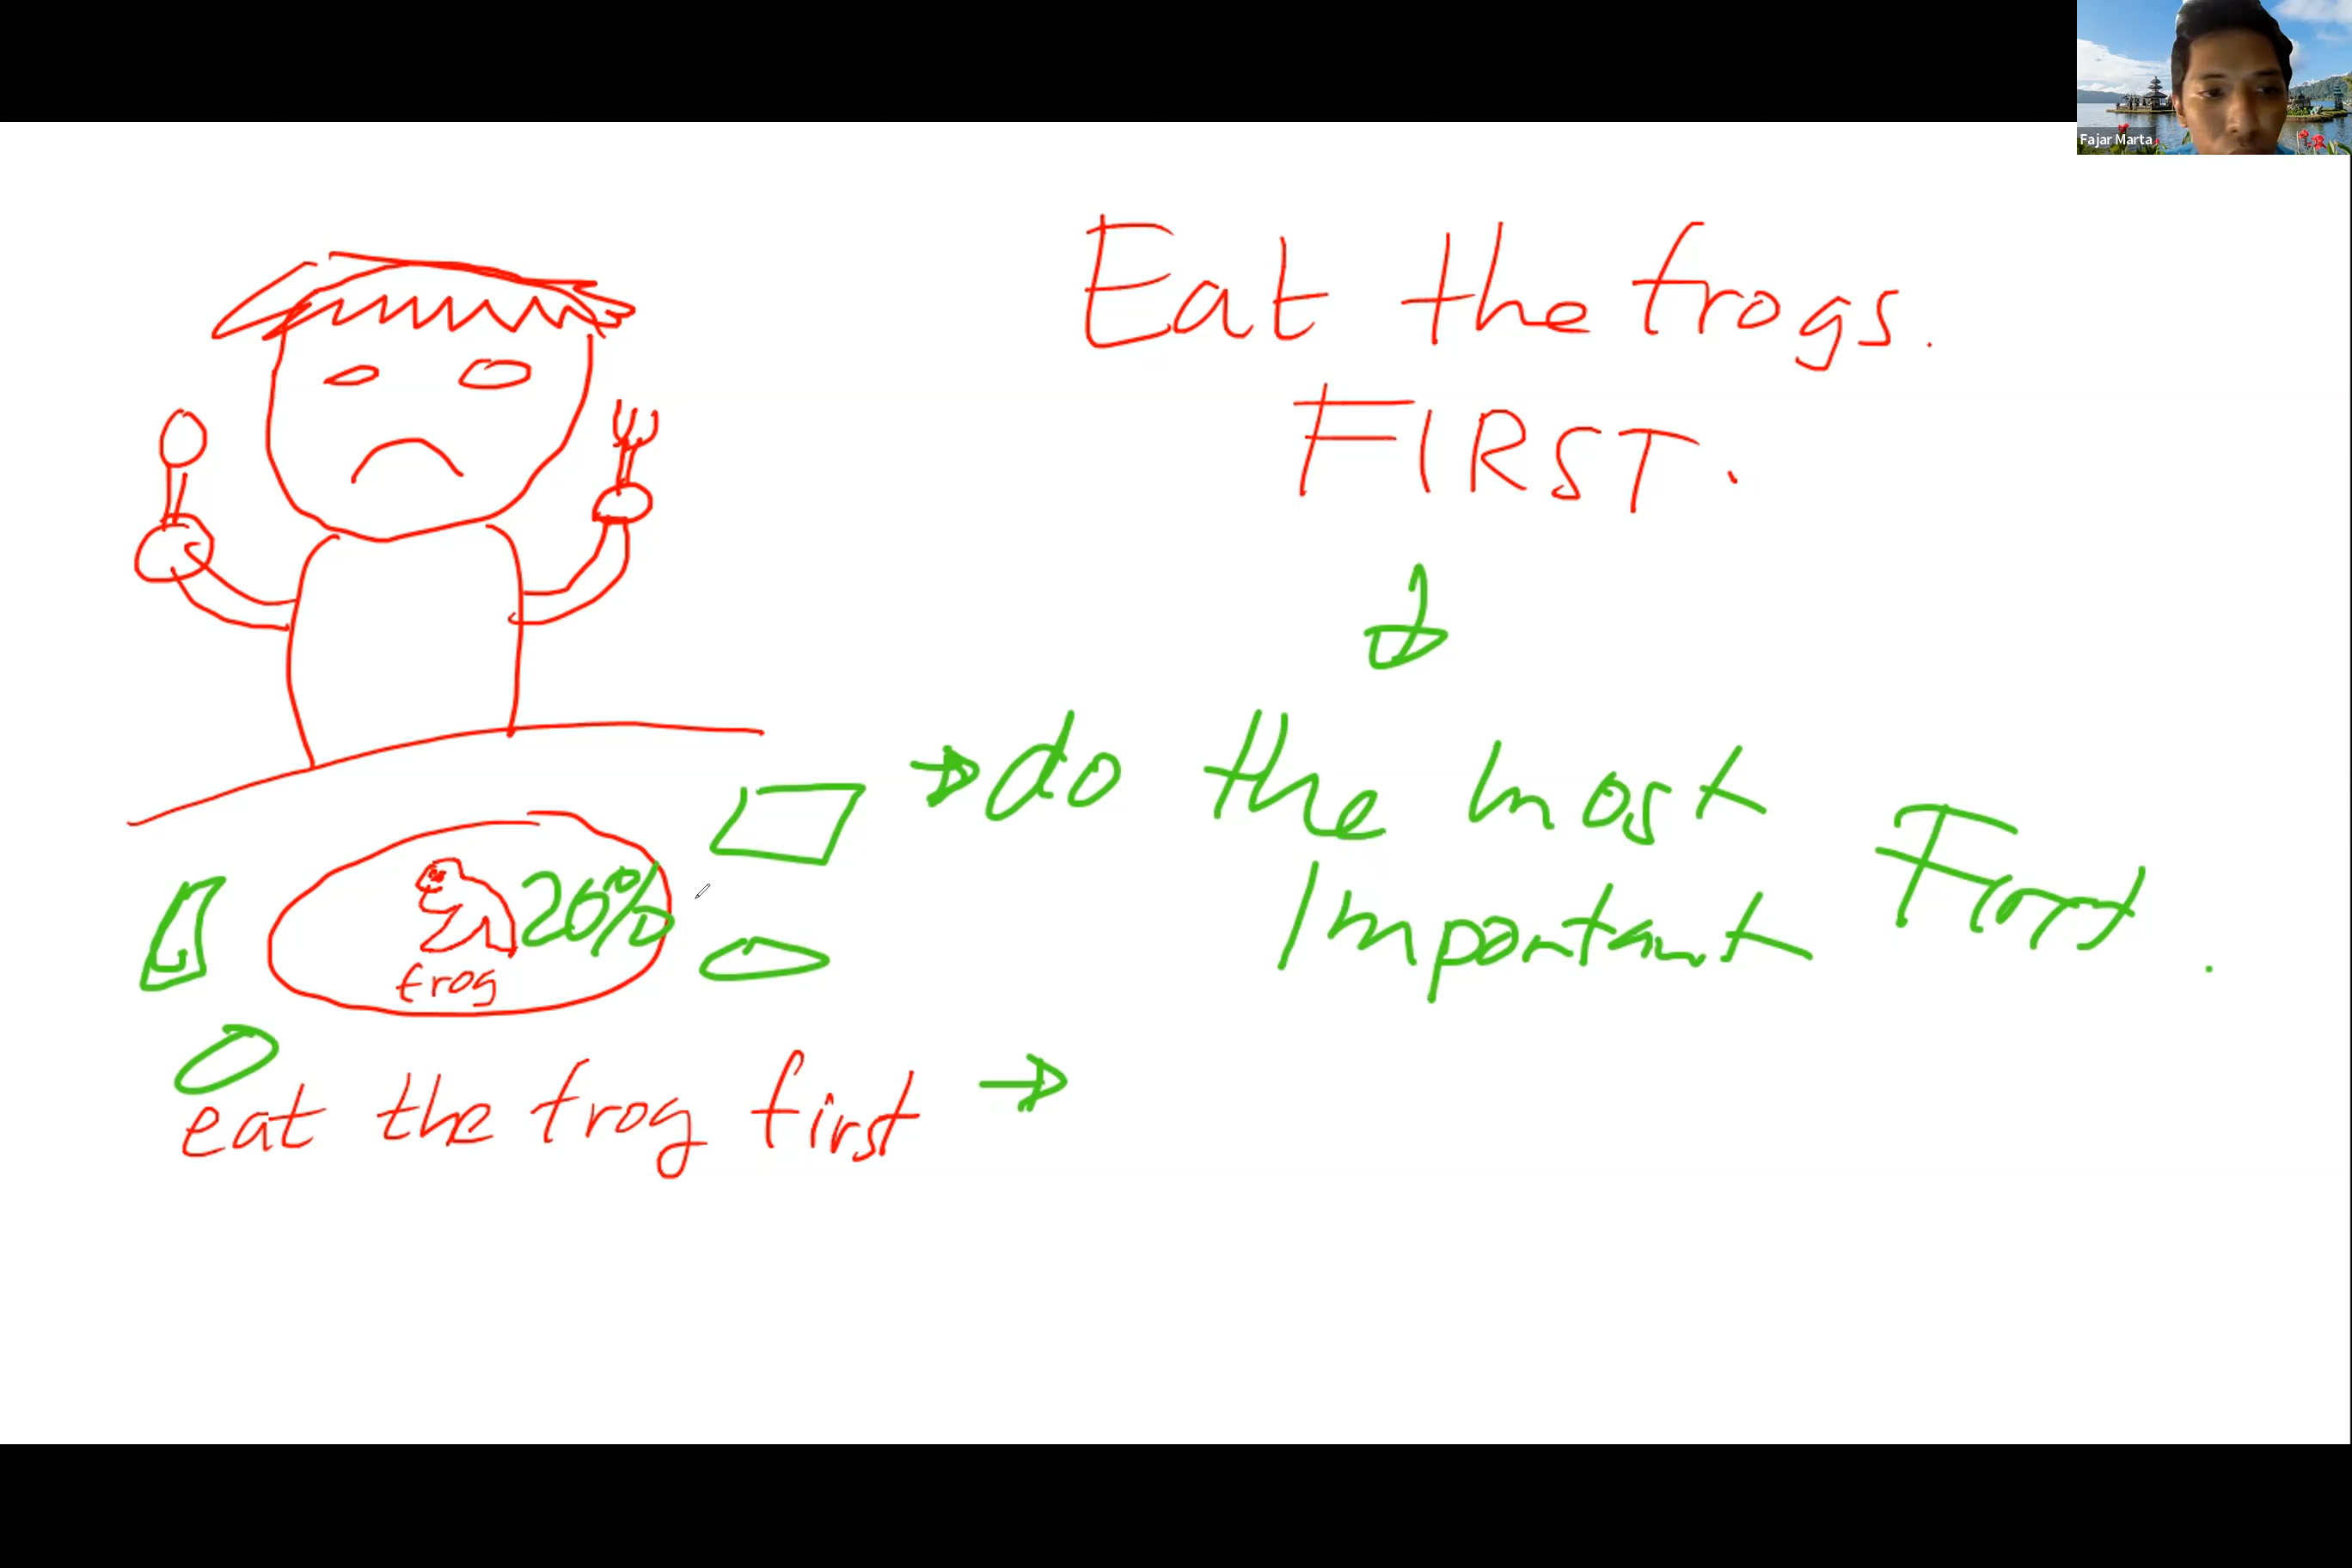 Fajar Marta
Eat the frogs.
FIRST.
do the most
Important First.
20%
frog
eat the frog first